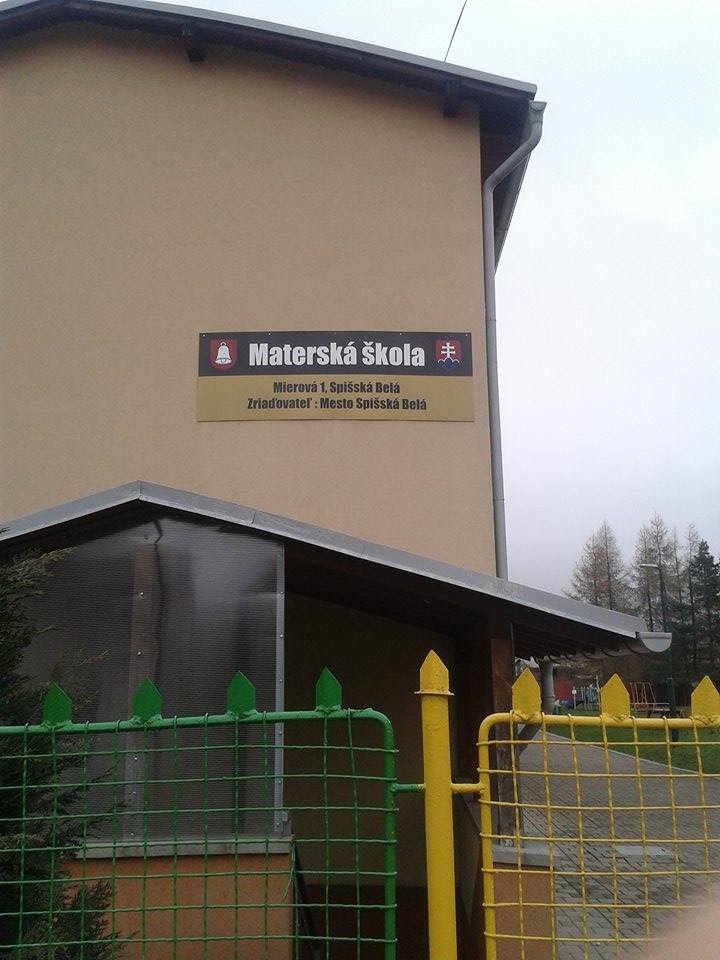 Materská škola
Mierová 1, Spišská Belá
Zriaďovateľ : Mesto Spišská Belá